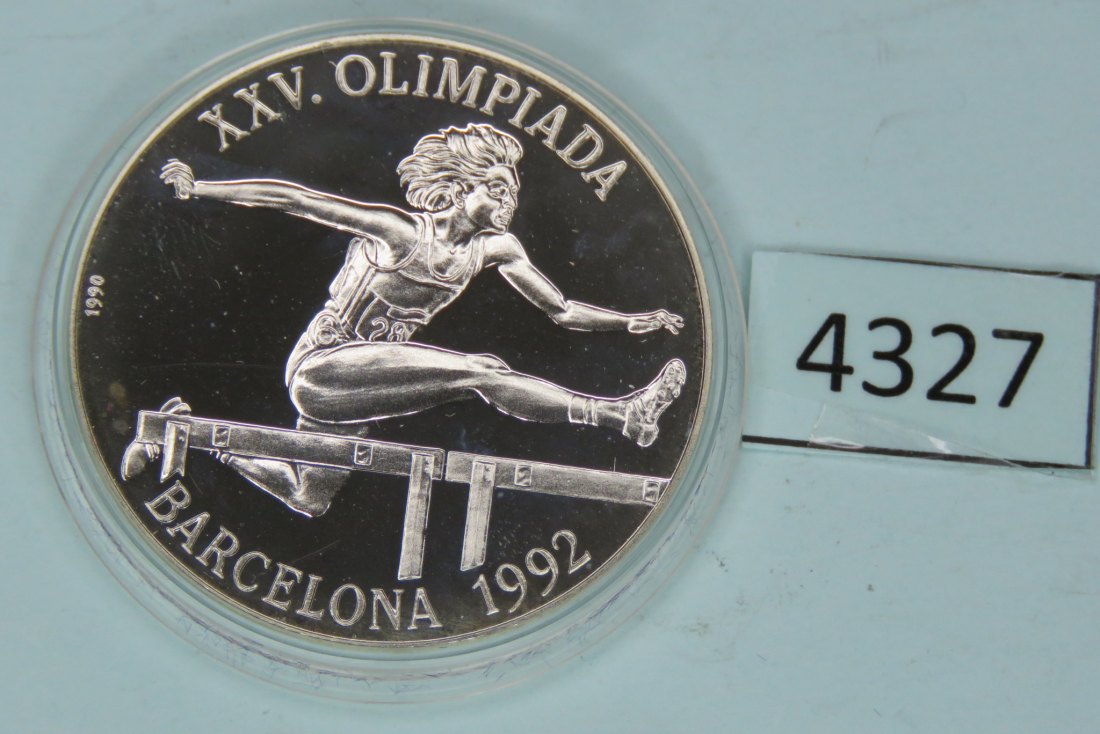 XXV. OLIMPIADA
1990
28
BARCELONA 1992
4327